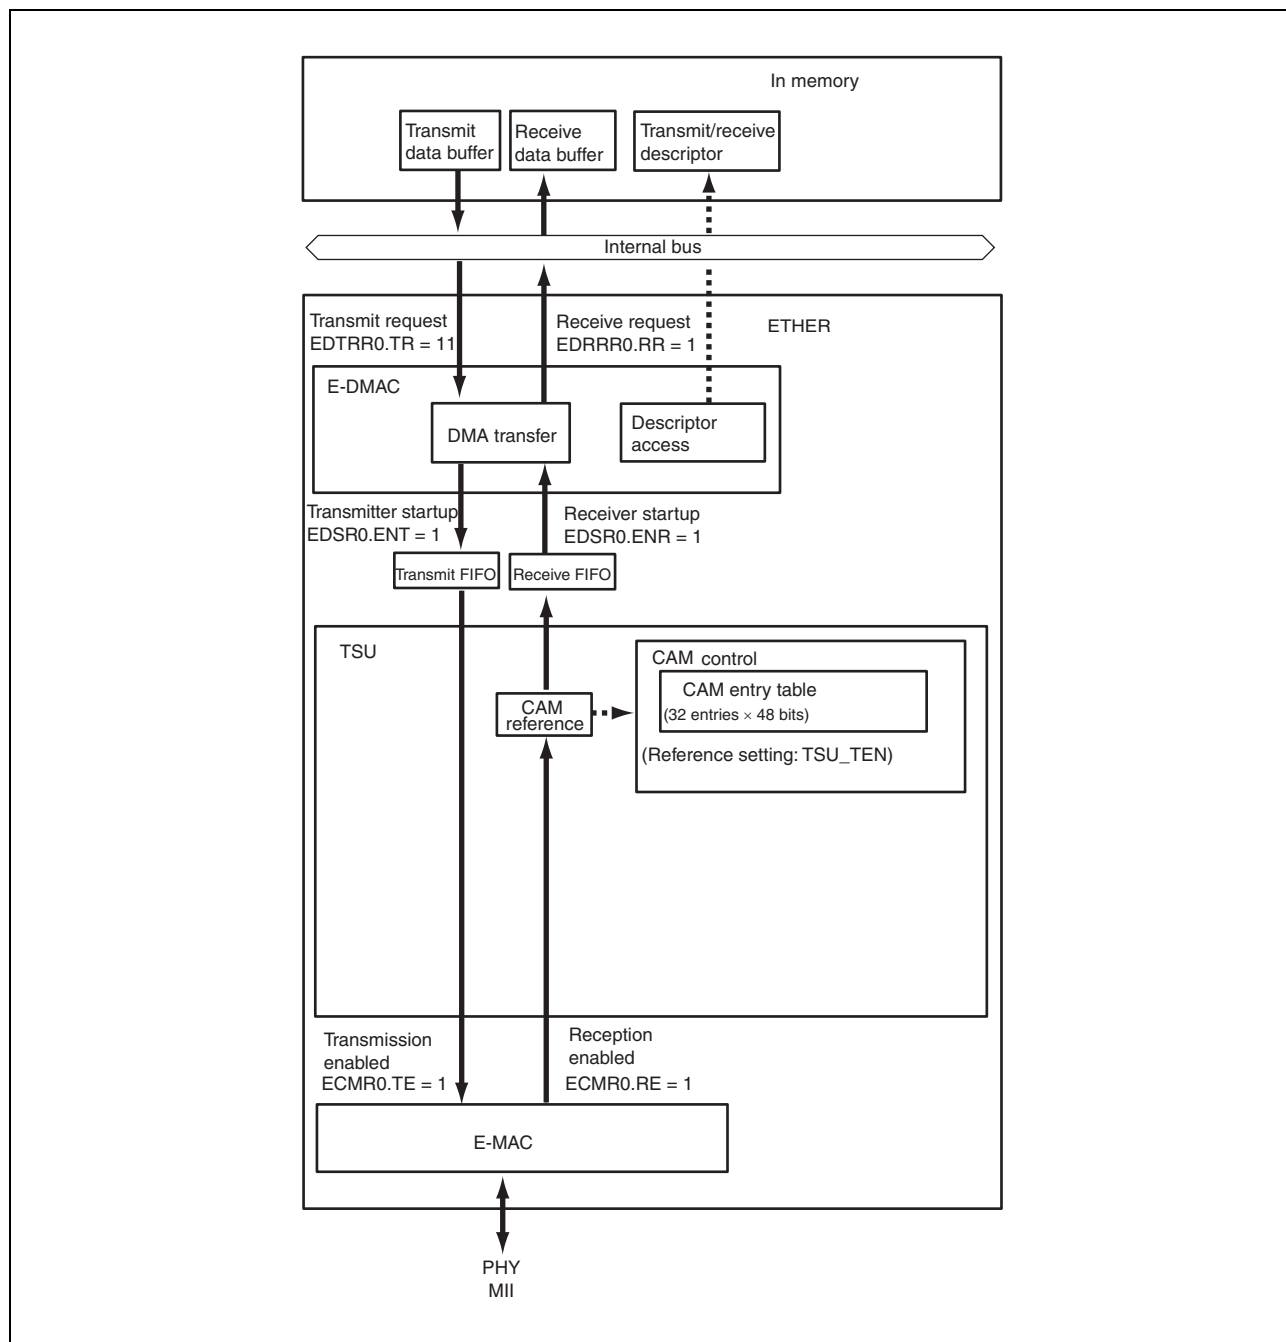 In memory
Transmit
data buffer
Receive
data buffer
Transmit/receive
descriptor
Internal bus
Transmit request
EDTRR0.TR = 11
Receive request
EDRRR0.RR = 1
ETHER
E-DMAC
DMA transfer
Descriptor
access
Transmitter startup
EDSR0.ENT = 1
Receiver startup
EDSR0.ENR = 1
Transmit FIFO
Receive FIFO
TSU
CAM control
CAM entry table
(32 entries × 48 bits)
CAM
reference
(Reference setting: TSU_TEN)
Transmission
enabled
ECMR0.TE = 1
Reception
enabled
ECMR0.RE = 1
E-MAC
PHY
MII